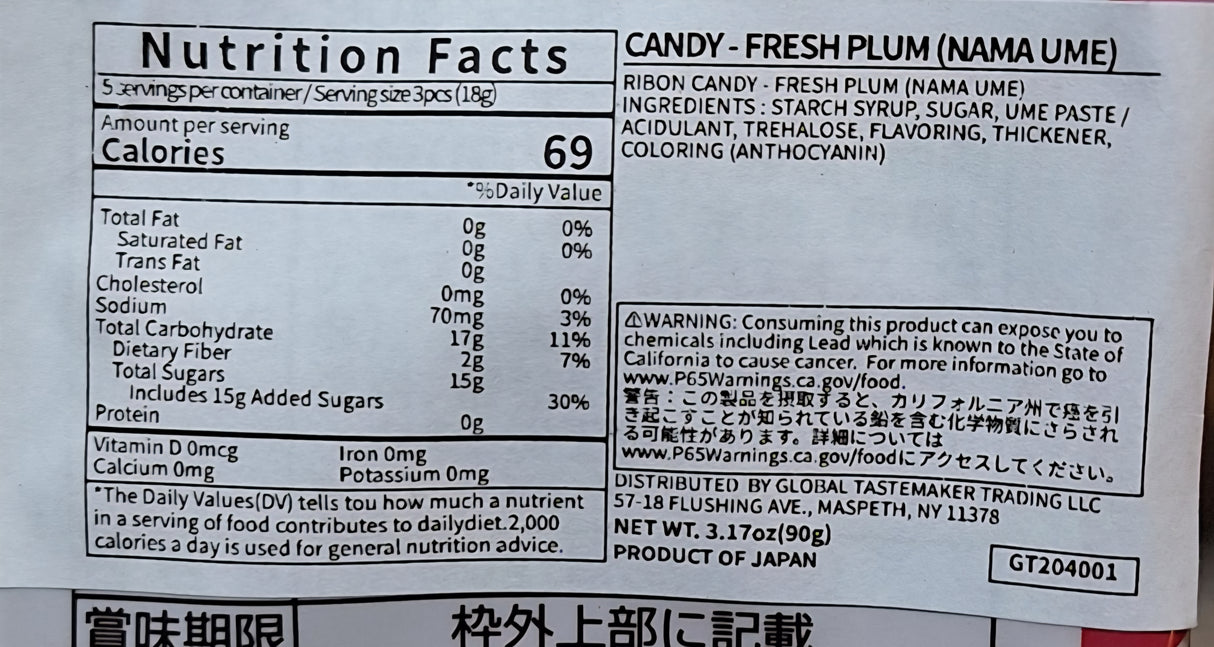 Nutrition Facts
5 servings per container / Serving size 3pcs (18g)
Amount per serving
Calories 69
*%Daily Value
Total Fat 0g 0%
Saturated Fat 0g 0%
Trans Fat 0g
Cholesterol 0mg 0%
Sodium 70mg 3%
Total Carbohydrate 17g 11%
Dietary Fiber 2g 7%
Total Sugars 15g
Includes 15g Added Sugars 30%
Protein 0g
Vitamin D 0mcg Iron 0mg
Calcium 0mg Potassium 0mg
*The Daily Values(DV) tells tou how much a nutrient
in a serving of food contributes to dailydiet.2,000
calories a day is used for general nutrition advice.
CANDY - FRESH PLUM (NAMA UME)
RIBON CANDY - FRESH PLUM (NAMA UME)
INGREDIENTS : STARCH SYRUP, SUGAR, UME PASTE /
ACIDULANT, TREHALOSE, FLAVORING, THICKENER,
COLORING (ANTHOCYANIN)
⚠WARNING: Consuming this product can expose you to
chemicals including Lead which is known to the State of
California to cause cancer. For more information go to
www.P65Warnings.ca.gov/food.
警告：この製品を摂取すると、カリフォルニア州で癌を引
き起こすことが知られている鉛を含む化学物質にさらされ
る可能性があります。詳細については
www.P65Warnings.ca.gov/foodにアクセスしてください。
DISTRIBUTED BY GLOBAL TASTEMAKER TRADING LLC
57-18 FLUSHING AVE., MASPETH, NY 11378
NET WT. 3.17oz(90g)
PRODUCT OF JAPAN
GT204001
賞味期限 枠外上部に記載